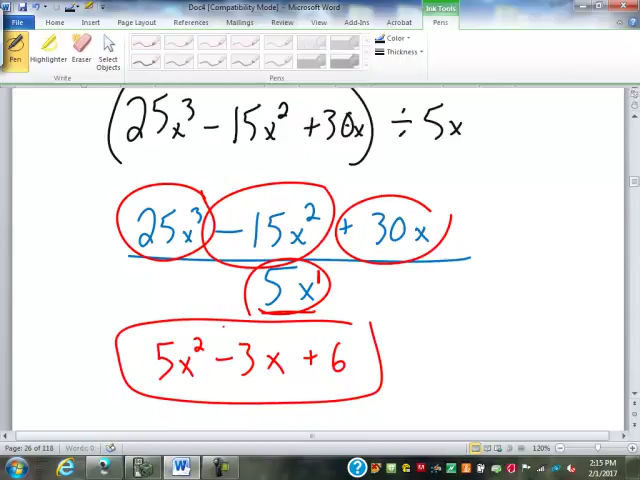 Doc4 [Compatibility Mode] - Microsoft Word
Ink Tools
File Home Insert Page Layout References Mailings Review View Acrobat Pens
Pen Highlighter Eraser Select Objects
Color
Thickness
Write Pens
(25x³ − 15x² + 30x) ÷ 5x
25x³ − 15x² + 30x
5x¹
5x² − 3x + 6
Page: 26 of 118 Words: 0 120%
2:15 PM
2/1/2017